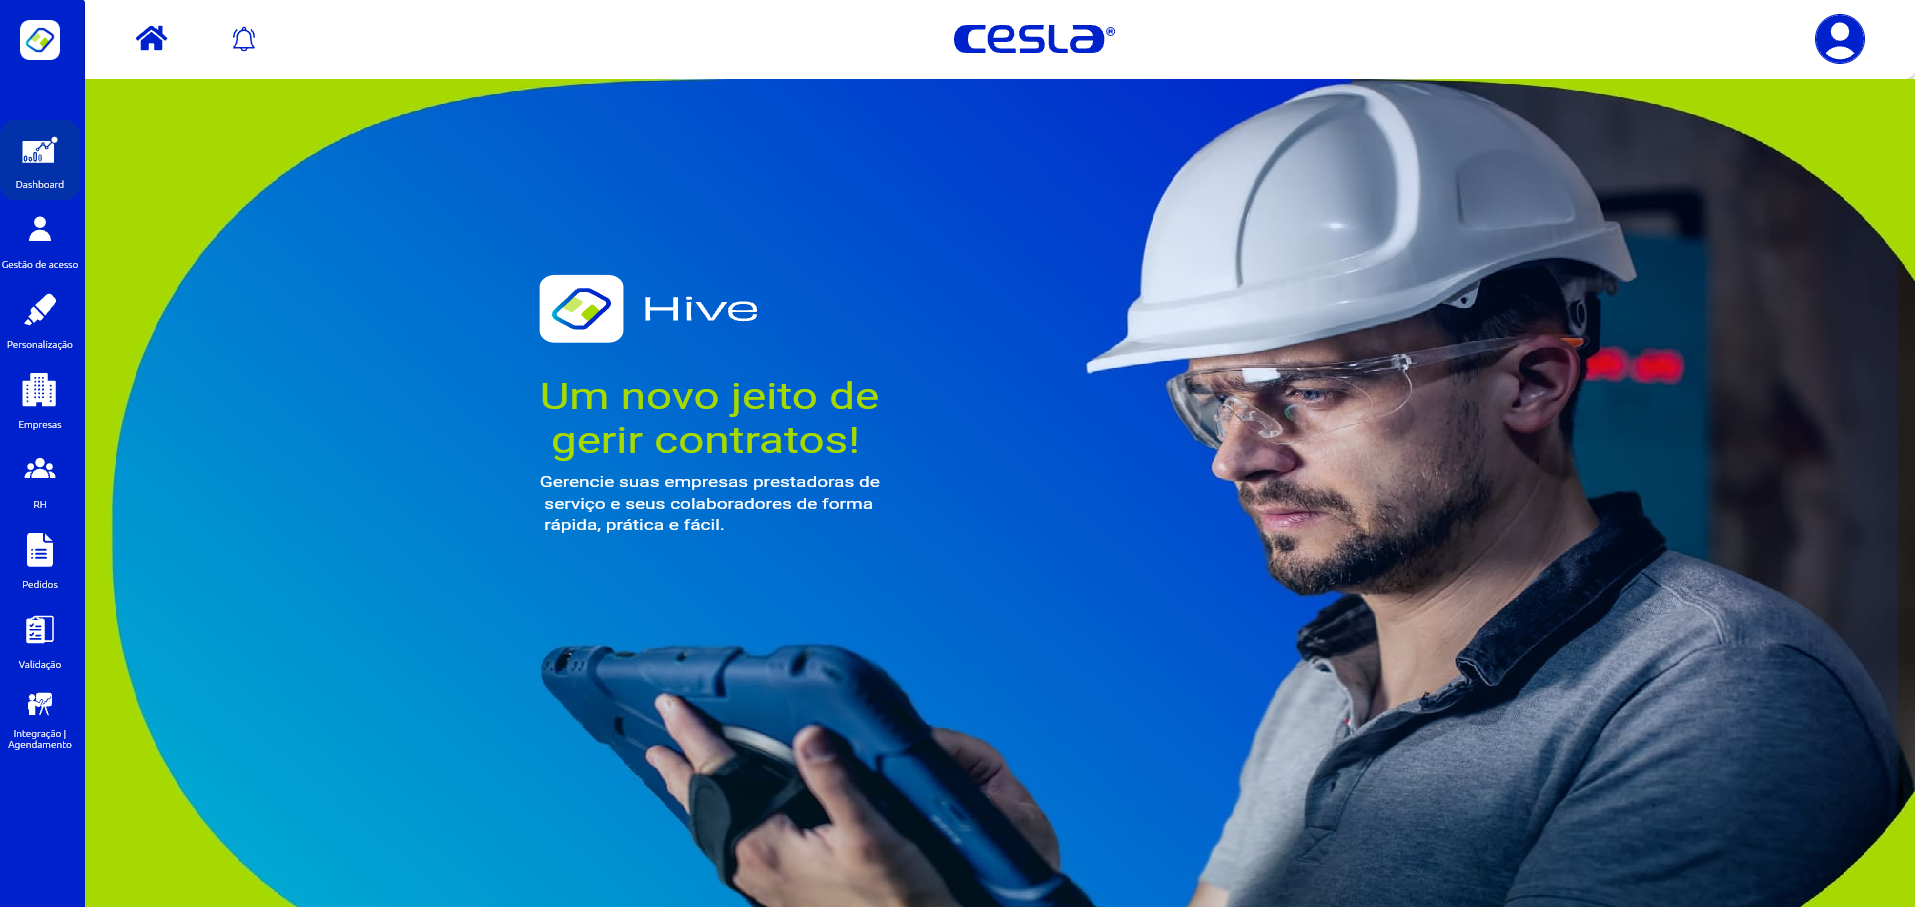 cesla®
Dashboard
Gestão de acesso
Personalização
Empresas
RH
Pedidos
Validação
Integração |
Agendamento
Hive
Um novo jeito de
gerir contratos!
Gerencie suas empresas prestadoras de
serviço e seus colaboradores de forma
rápida, prática e fácil.